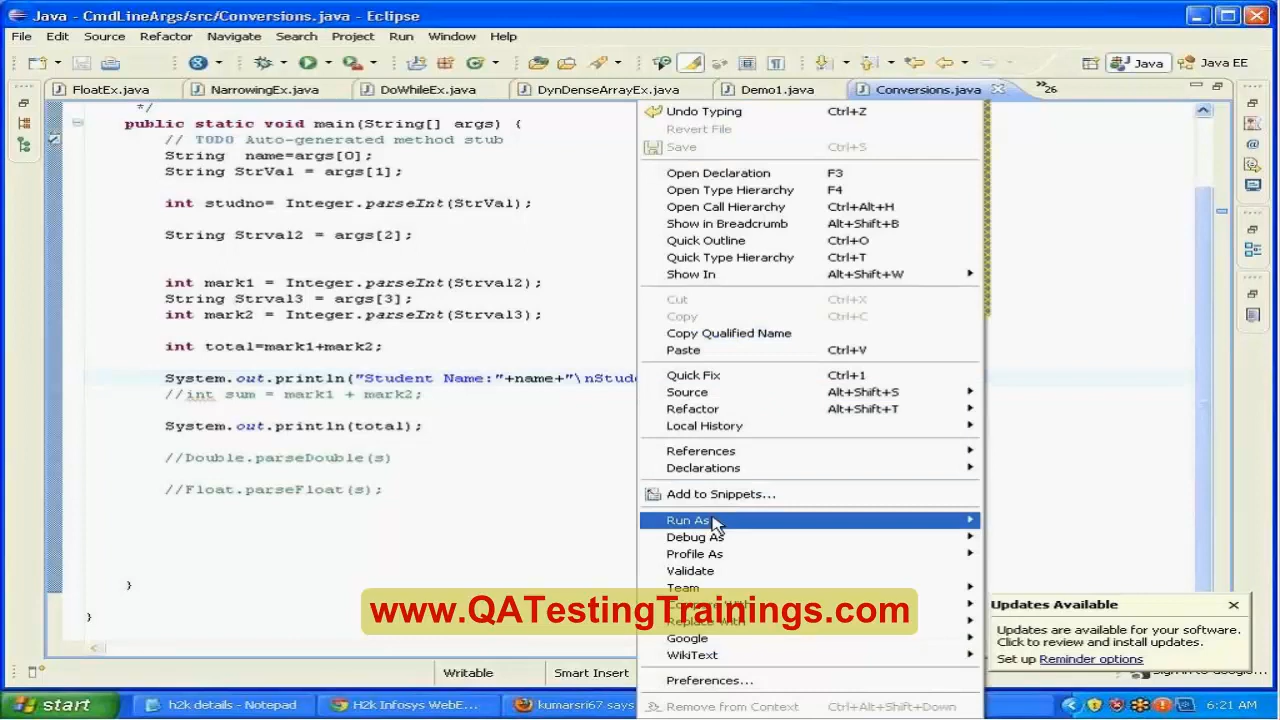 Java - CmdLineArgs/src/Conversions.java - Eclipse
File Edit Source Refactor Navigate Search Project Run Window Help
Java Java EE
FloatEx.java NarrowingEx.java DoWhileEx.java DynDenseArrayEx.java Demo1.java Conversions.java »26
*/
public static void main(String[] args) {
// TODO Auto-generated method stub
String name=args[0];
String StrVal = args[1];
int studno= Integer.parseInt(StrVal);
String Strval2 = args[2];
int mark1 = Integer.parseInt(Strval2);
String Strval3 = args[3];
int mark2 = Integer.parseInt(Strval3);
int total=mark1+mark2;
System.out.println("Student Name:"+name+"\nStude
//int sum = mark1 + mark2;
System.out.println(total);
//Double.parseDouble(s)
//Float.parseFloat(s);
}
}
Undo Typing Ctrl+Z
Revert File
Save Ctrl+S
Open Declaration F3
Open Type Hierarchy F4
Open Call Hierarchy Ctrl+Alt+H
Show in Breadcrumb Alt+Shift+B
Quick Outline Ctrl+O
Quick Type Hierarchy Ctrl+T
Show In Alt+Shift+W
Cut Ctrl+X
Copy Ctrl+C
Copy Qualified Name
Paste Ctrl+V
Quick Fix Ctrl+1
Source Alt+Shift+S
Refactor Alt+Shift+T
Local History
References
Declarations
Add to Snippets...
Run As
Debug As
Profile As
Validate
Team
Compare With
Replace With
Google
WikiText
Preferences...
Remove from Context Ctrl+Alt+Shift+Down
www.QATestingTrainings.com
Updates Available
Updates are available for your software.
Click to review and install updates.
Set up Reminder options
Writable Smart Insert
start h2k details - Notepad H2k Infosys WebE... kumarsri67 says 6:21 AM